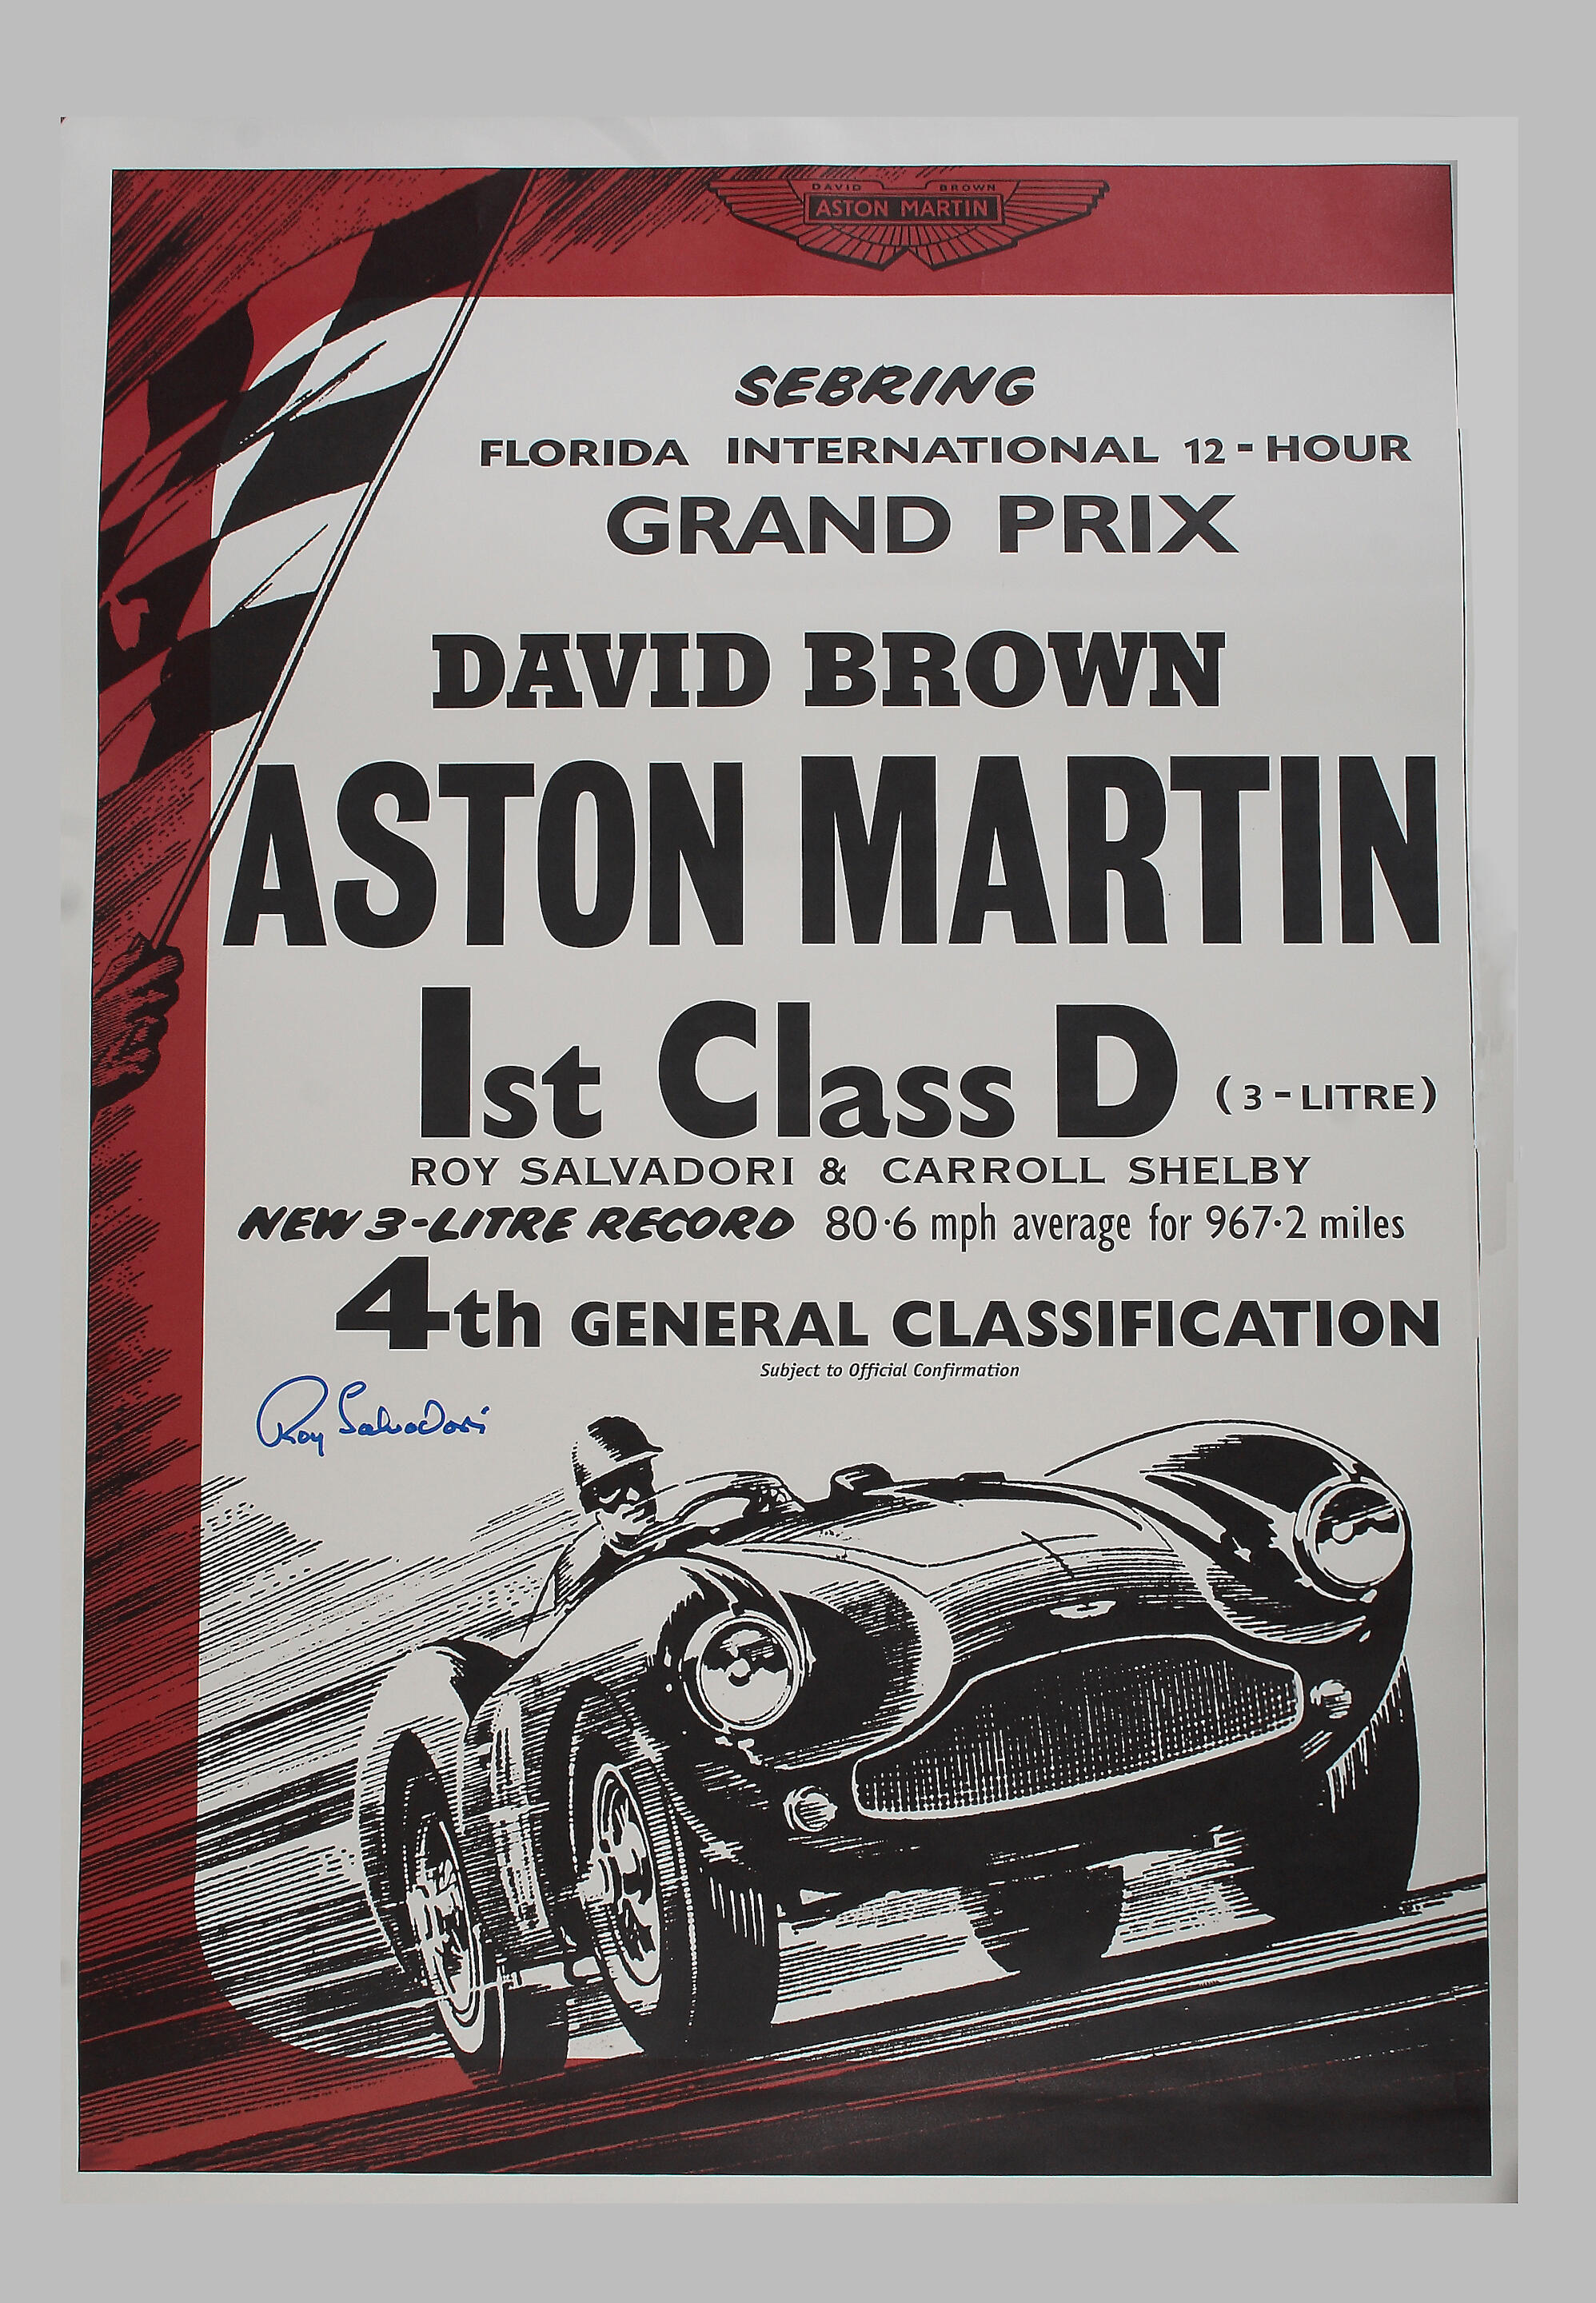 DAVID BROWN
ASTON MARTIN
SEBRING
FLORIDA INTERNATIONAL 12-HOUR
GRAND PRIX
DAVID BROWN
ASTON MARTIN
1st Class D (3-LITRE)
ROY SALVADORI & CARROLL SHELBY
NEW 3-LITRE RECORD 80·6 mph average for 967·2 miles
4th GENERAL CLASSIFICATION
Subject to Official Confirmation
Roy Salvadori